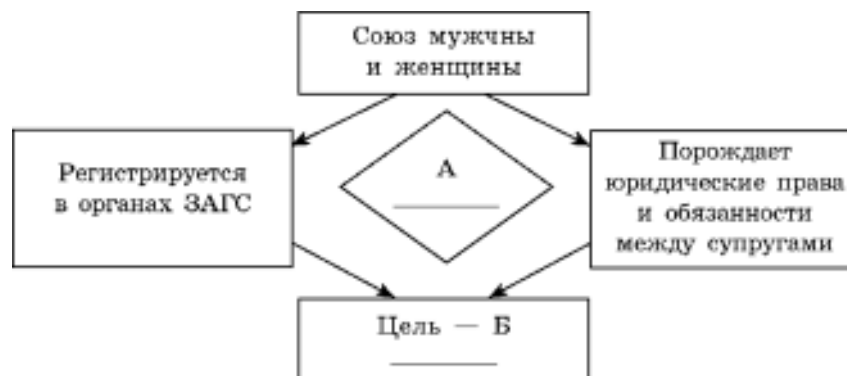 Союз мужчны
и женщины
Регистрируется
в органах ЗАГС
А
Порождает
юридические права
и обязанности
между супругами
Цель — Б